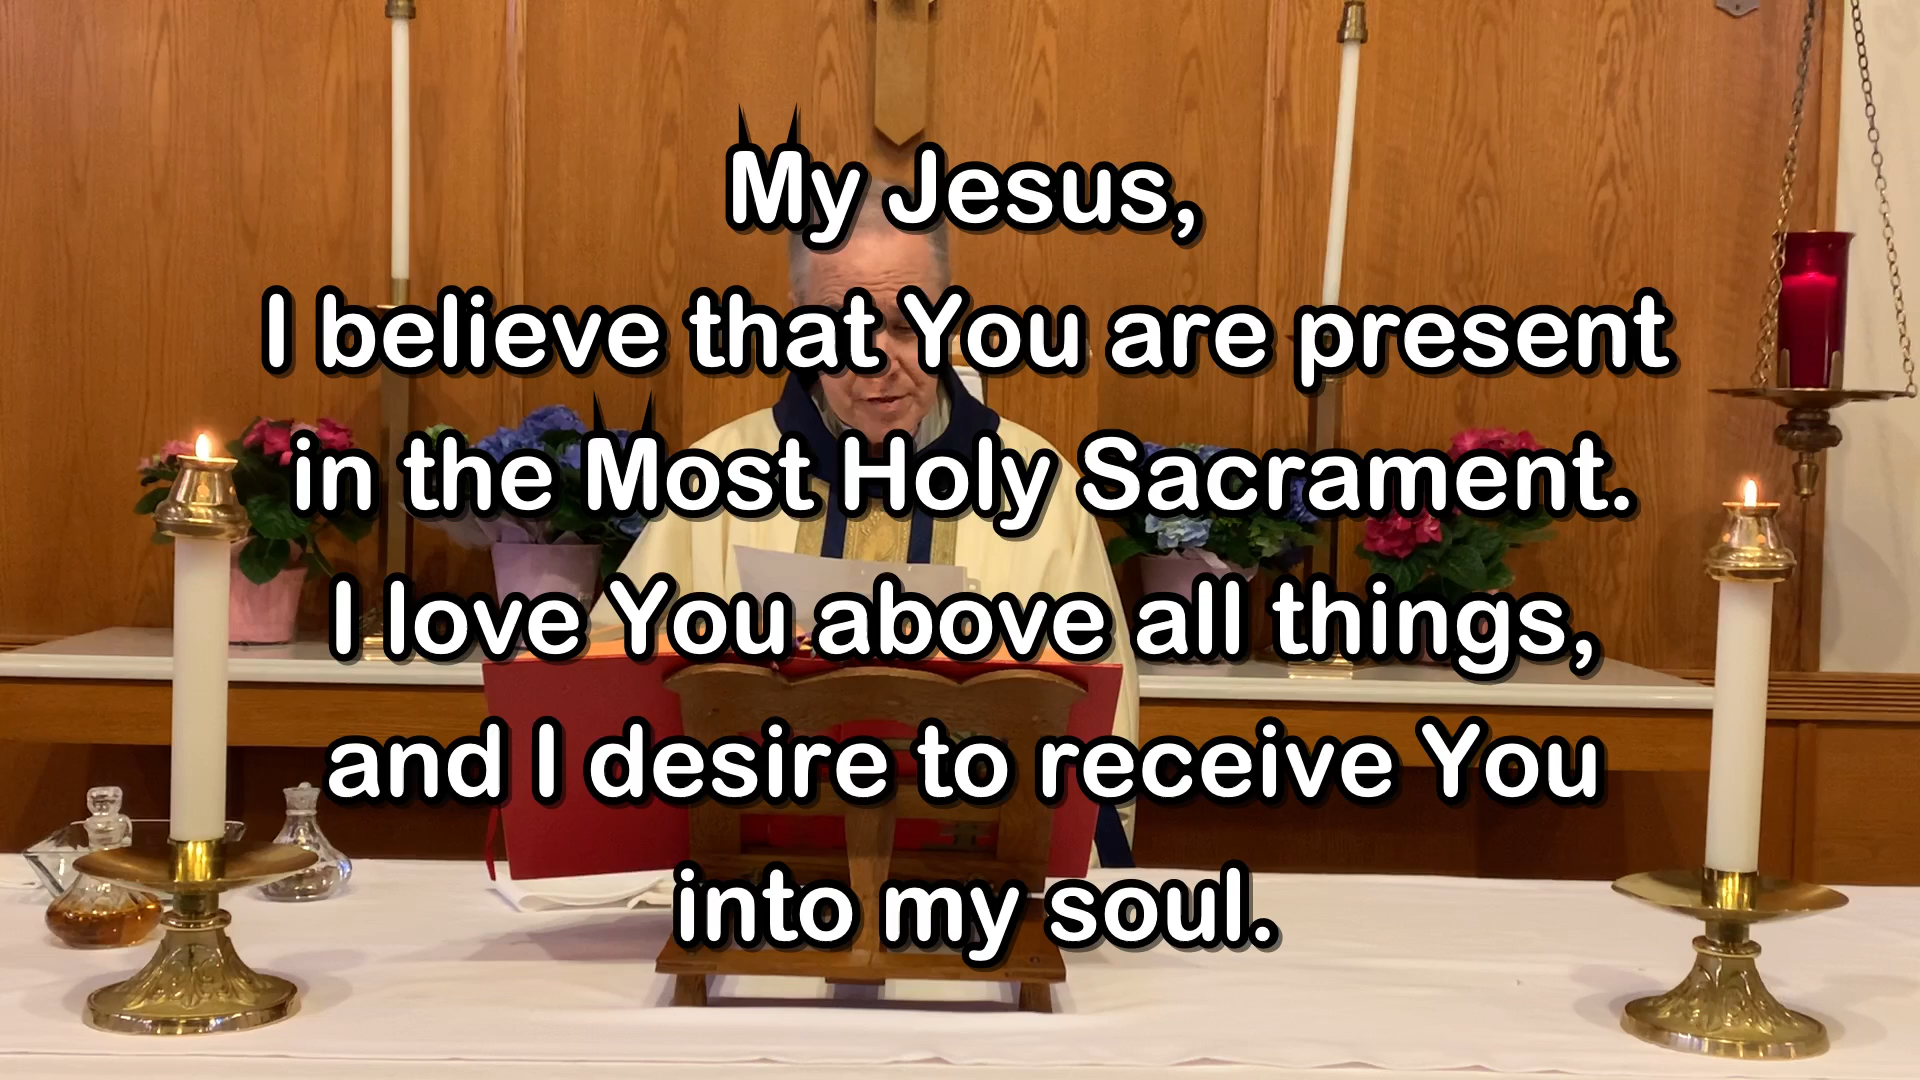 My Jesus,
I believe that You are present
in the Most Holy Sacrament.
I love You above all things,
and I desire to receive You
into my soul.